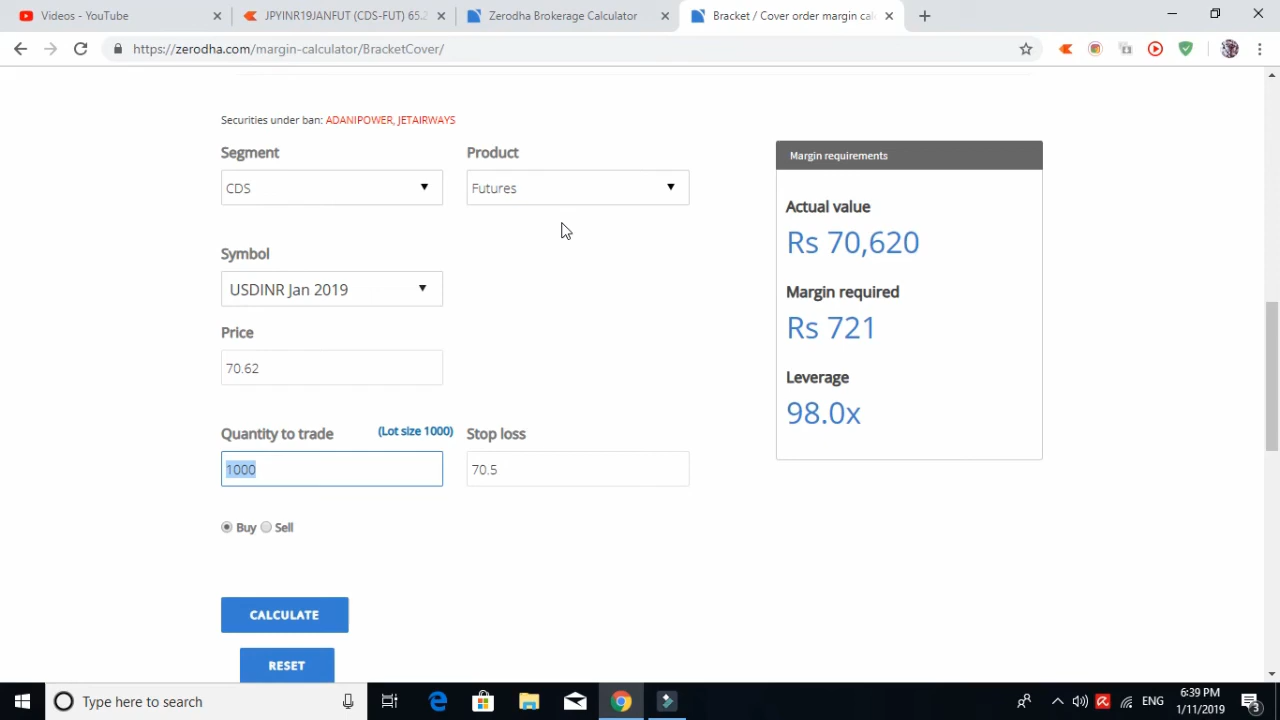 Videos - YouTube
JPYINR19JANFUT (CDS-FUT) 65.2
Zerodha Brokerage Calculator
Bracket / Cover order margin cal
https://zerodha.com/margin-calculator/BracketCover/
Securities under ban: ADANIPOWER, JETAIRWAYS
Segment
Product
CDS
Futures
Symbol
USDINR Jan 2019
Price
70.62
Quantity to trade
(Lot size 1000)
Stop loss
1000
70.5
Buy
Sell
CALCULATE
RESET
Margin requirements
Actual value
Rs 70,620
Margin required
Rs 721
Leverage
98.0x
Type here to search
ENG
6:39 PM
1/11/2019
3